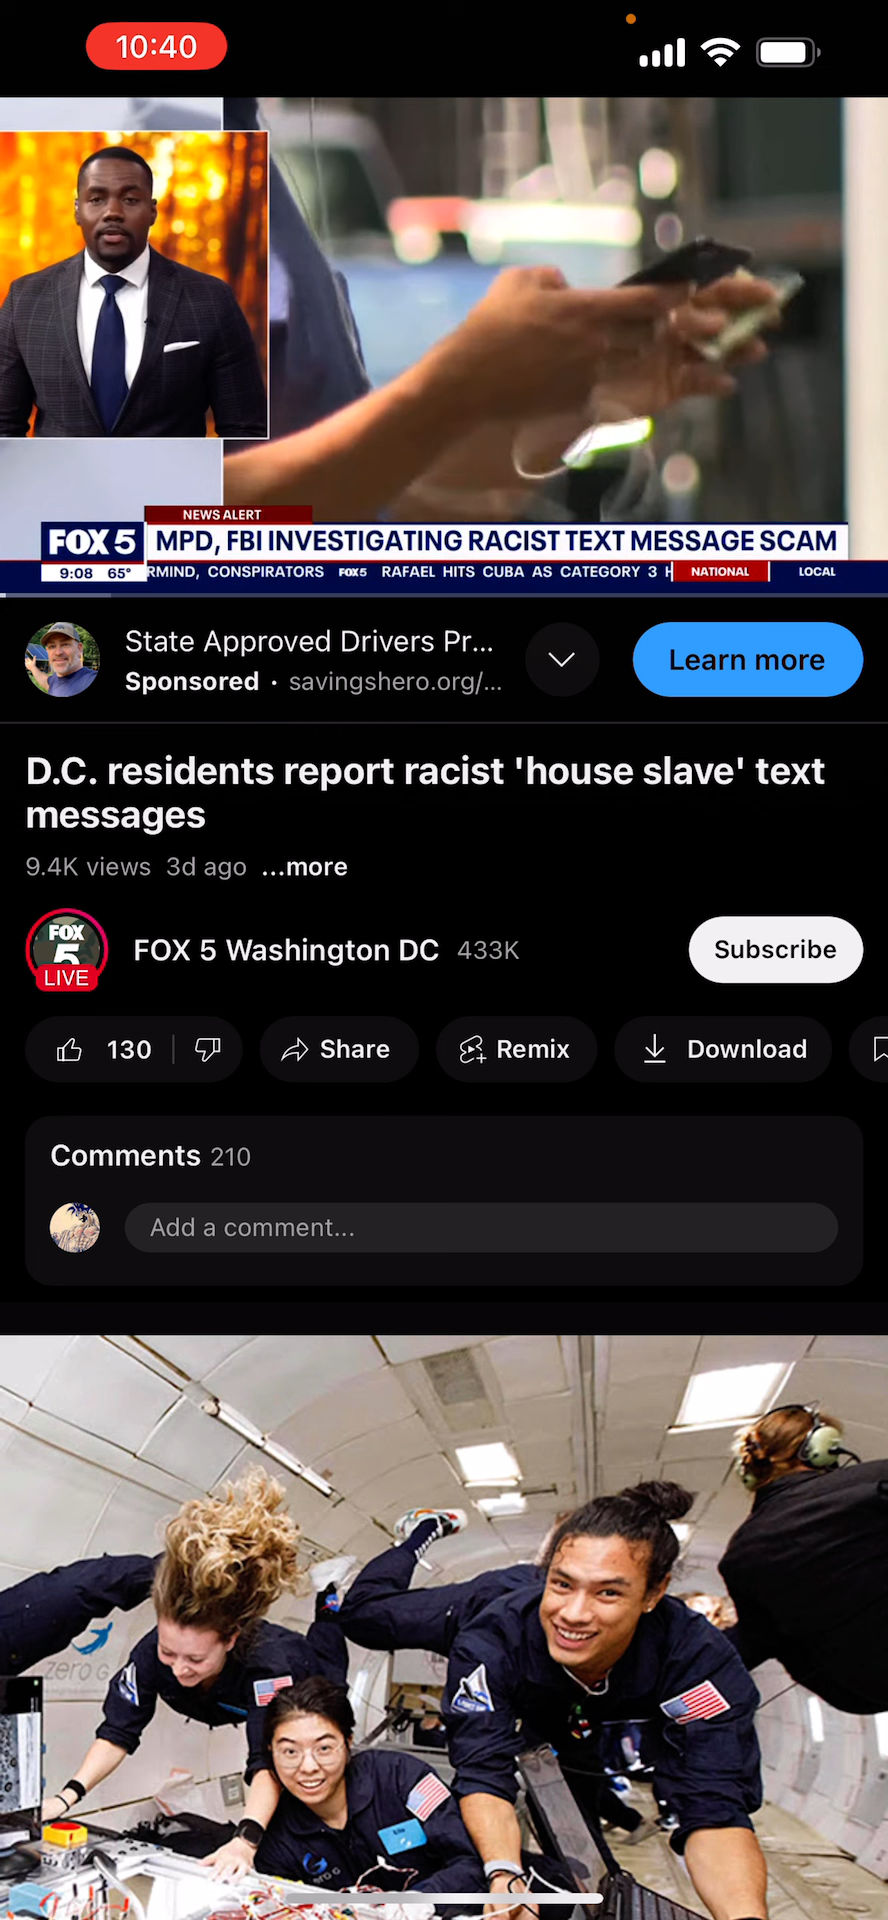 10:40
NEWS ALERT
FOX 5
MPD, FBI INVESTIGATING RACIST TEXT MESSAGE SCAM
9:08 65°
RMIND, CONSPIRATORS FOX5 RAFAEL HITS CUBA AS CATEGORY 3 H
NATIONAL
LOCAL
State Approved Drivers Pr...
Sponsored · savingshero.org/...
Learn more
D.C. residents report racist 'house slave' text
messages
9.4K views 3d ago ...more
FOX
5
LIVE
FOX 5 Washington DC 433K
Subscribe
130
Share
Remix
Download
Comments 210
Add a comment...
zero G